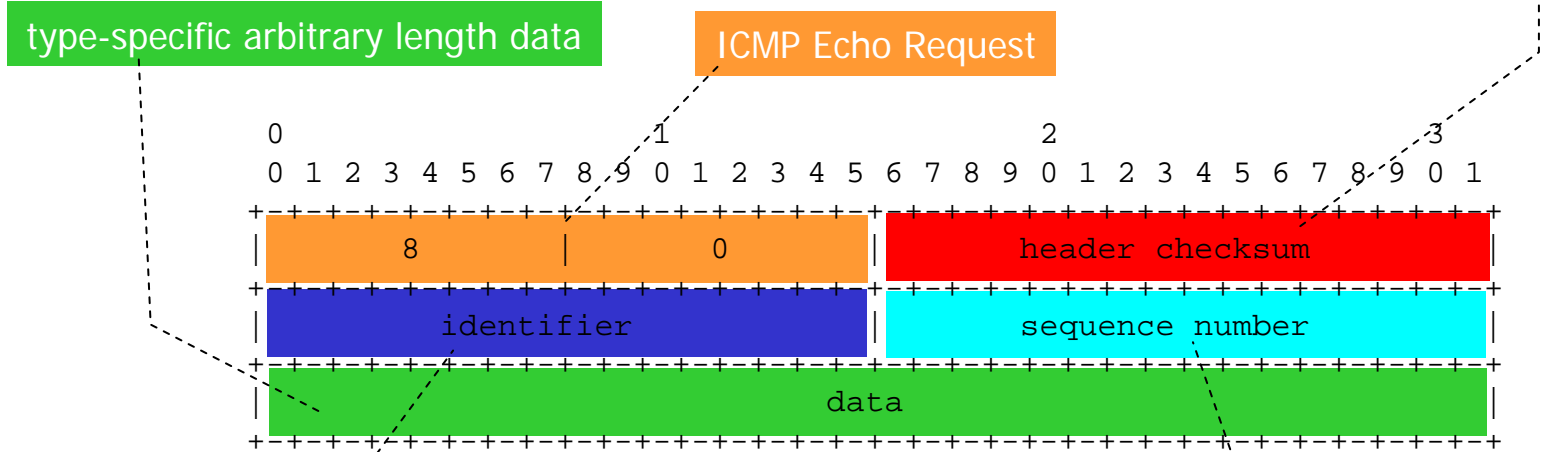 type-specific arbitrary length data
ICMP Echo Request
0 1 2 3
0 1 2 3 4 5 6 7 8 9 0 1 2 3 4 5 6 7 8 9 0 1 2 3 4 5 6 7 8 9 0 1
+-+-+-+-+-+-+-+-+-+-+-+-+-+-+-+-+-+-+-+-+-+-+-+-+-+-+-+-+-+-+-+-+
| 8 | 0 | header checksum |
+-+-+-+-+-+-+-+-+-+-+-+-+-+-+-+-+-+-+-+-+-+-+-+-+-+-+-+-+-+-+-+-+
| identifier | sequence number |
+-+-+-+-+-+-+-+-+-+-+-+-+-+-+-+-+-+-+-+-+-+-+-+-+-+-+-+-+-+-+-+-+
| data |
+-+-+-+-+-+-+-+-+-+-+-+-+-+-+-+-+-+-+-+-+-+-+-+-+-+-+-+-+-+-+-+-+